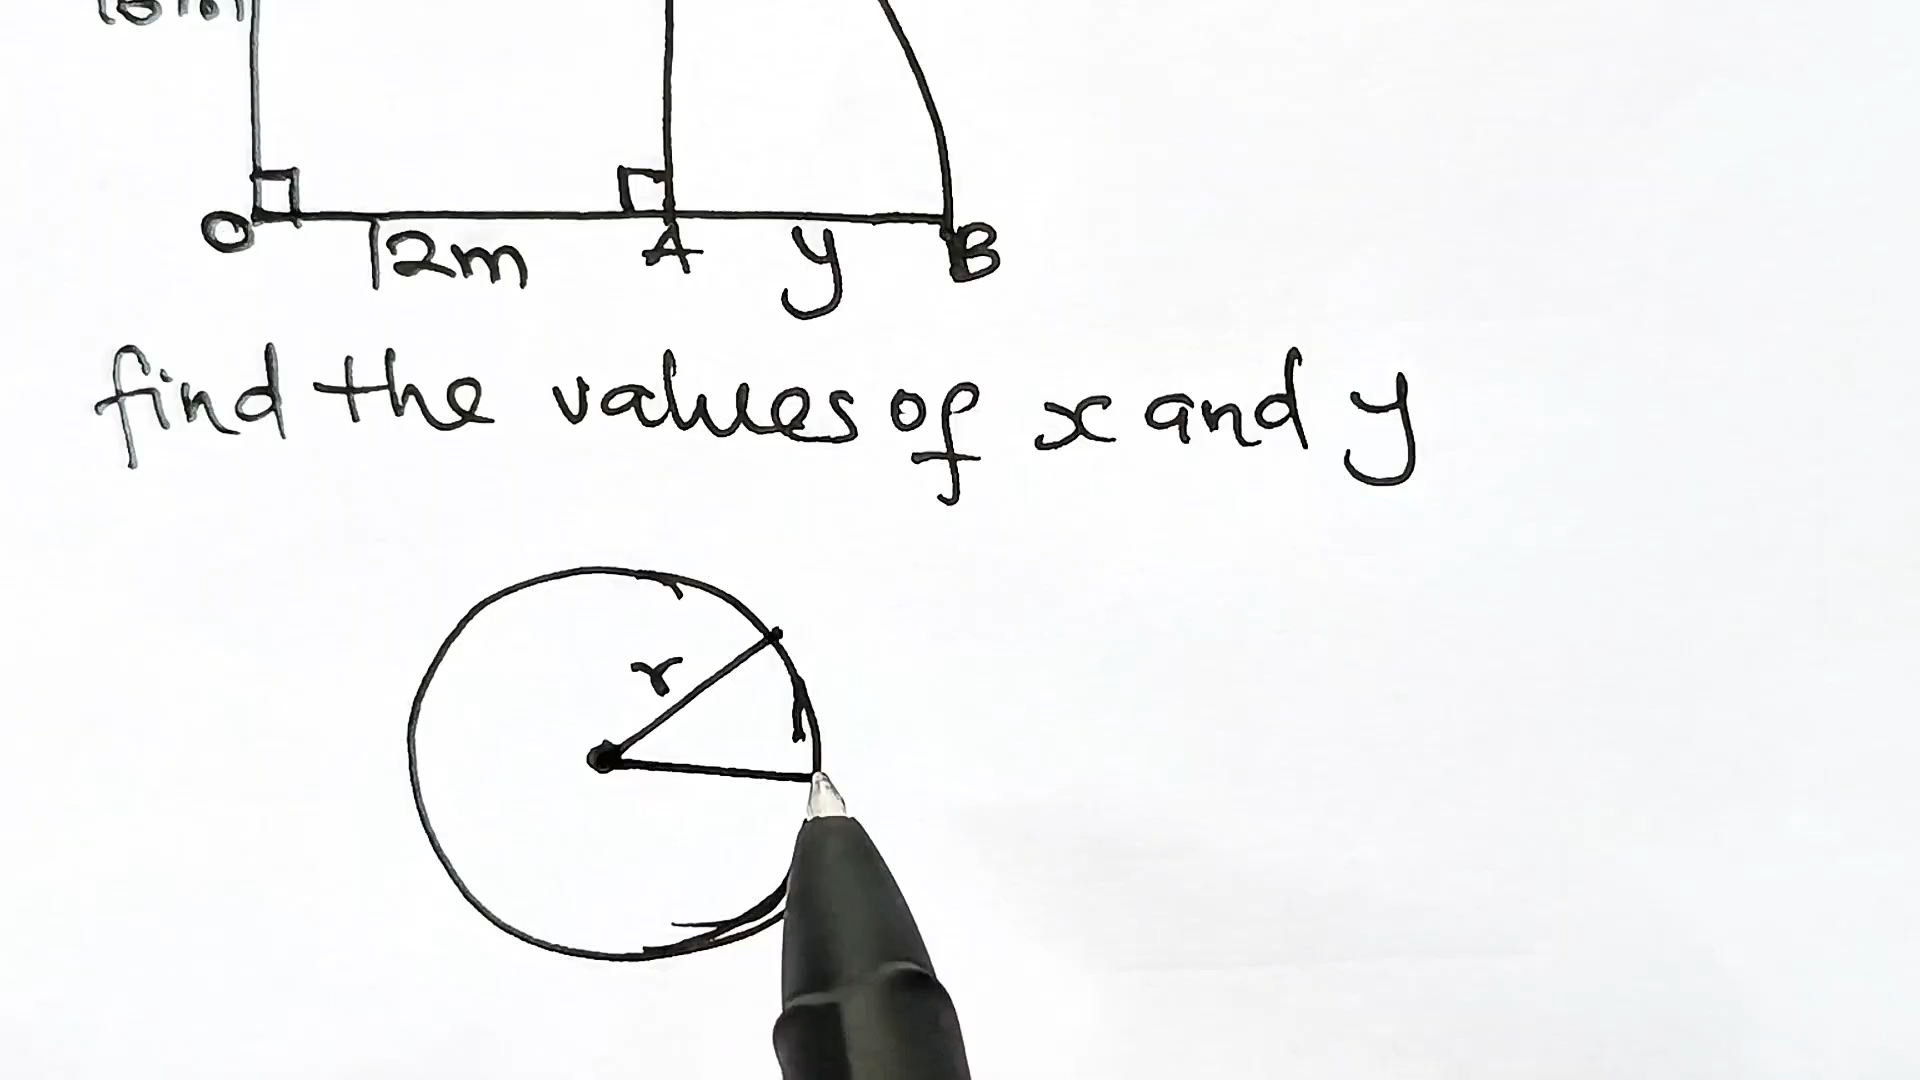 O 12m A y B
find the values of x and y
r